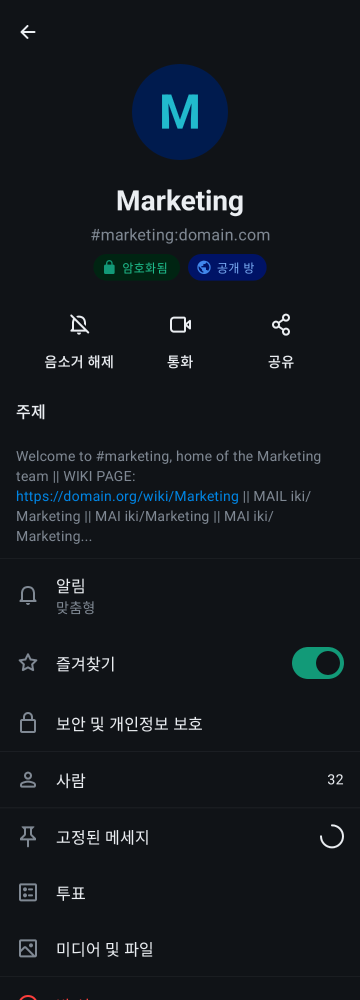 M
Marketing
#marketing:domain.com
암호화됨 공개 방
음소거 해제 통화 공유
주제
Welcome to #marketing, home of the Marketing
team || WIKI PAGE:
https://domain.org/wiki/Marketing || MAIL iki/
Marketing || MAI iki/Marketing || MAI iki/
Marketing...
알림
맞춤형
즐겨찾기
보안 및 개인정보 보호
사람 32
고정된 메세지
투표
미디어 및 파일